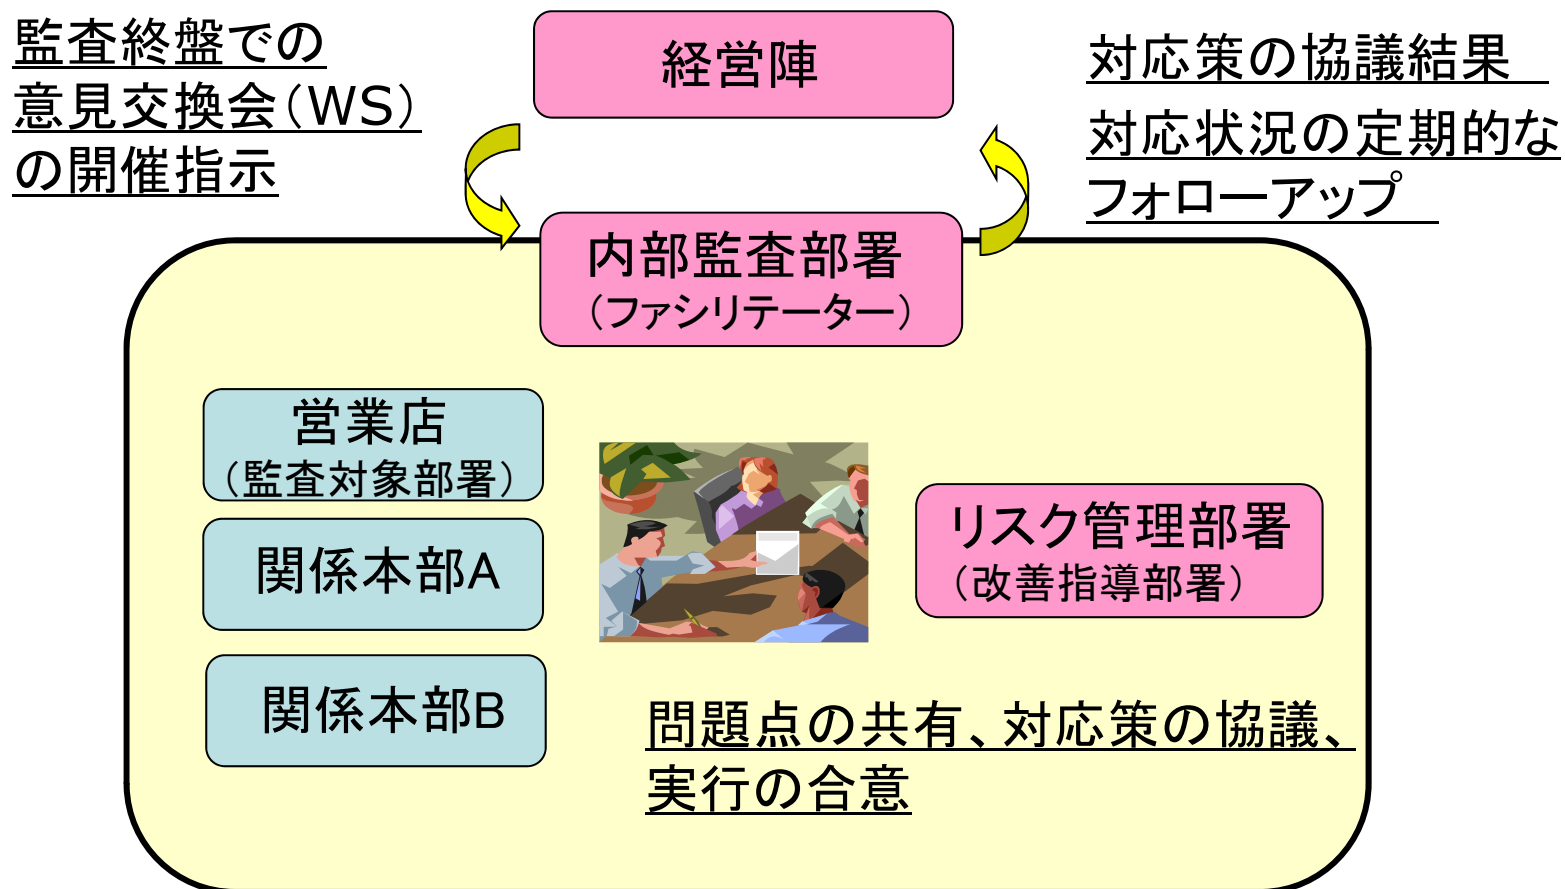 監査終盤での
意見交換会（WS）
の開催指示
経営陣
対応策の協議結果
対応状況の定期的な
フォローアップ
内部監査部署
（ファシリテーター）
営業店
（監査対象部署）
関係本部A
関係本部B
リスク管理部署
（改善指導部署）
問題点の共有、対応策の協議、
実行の合意